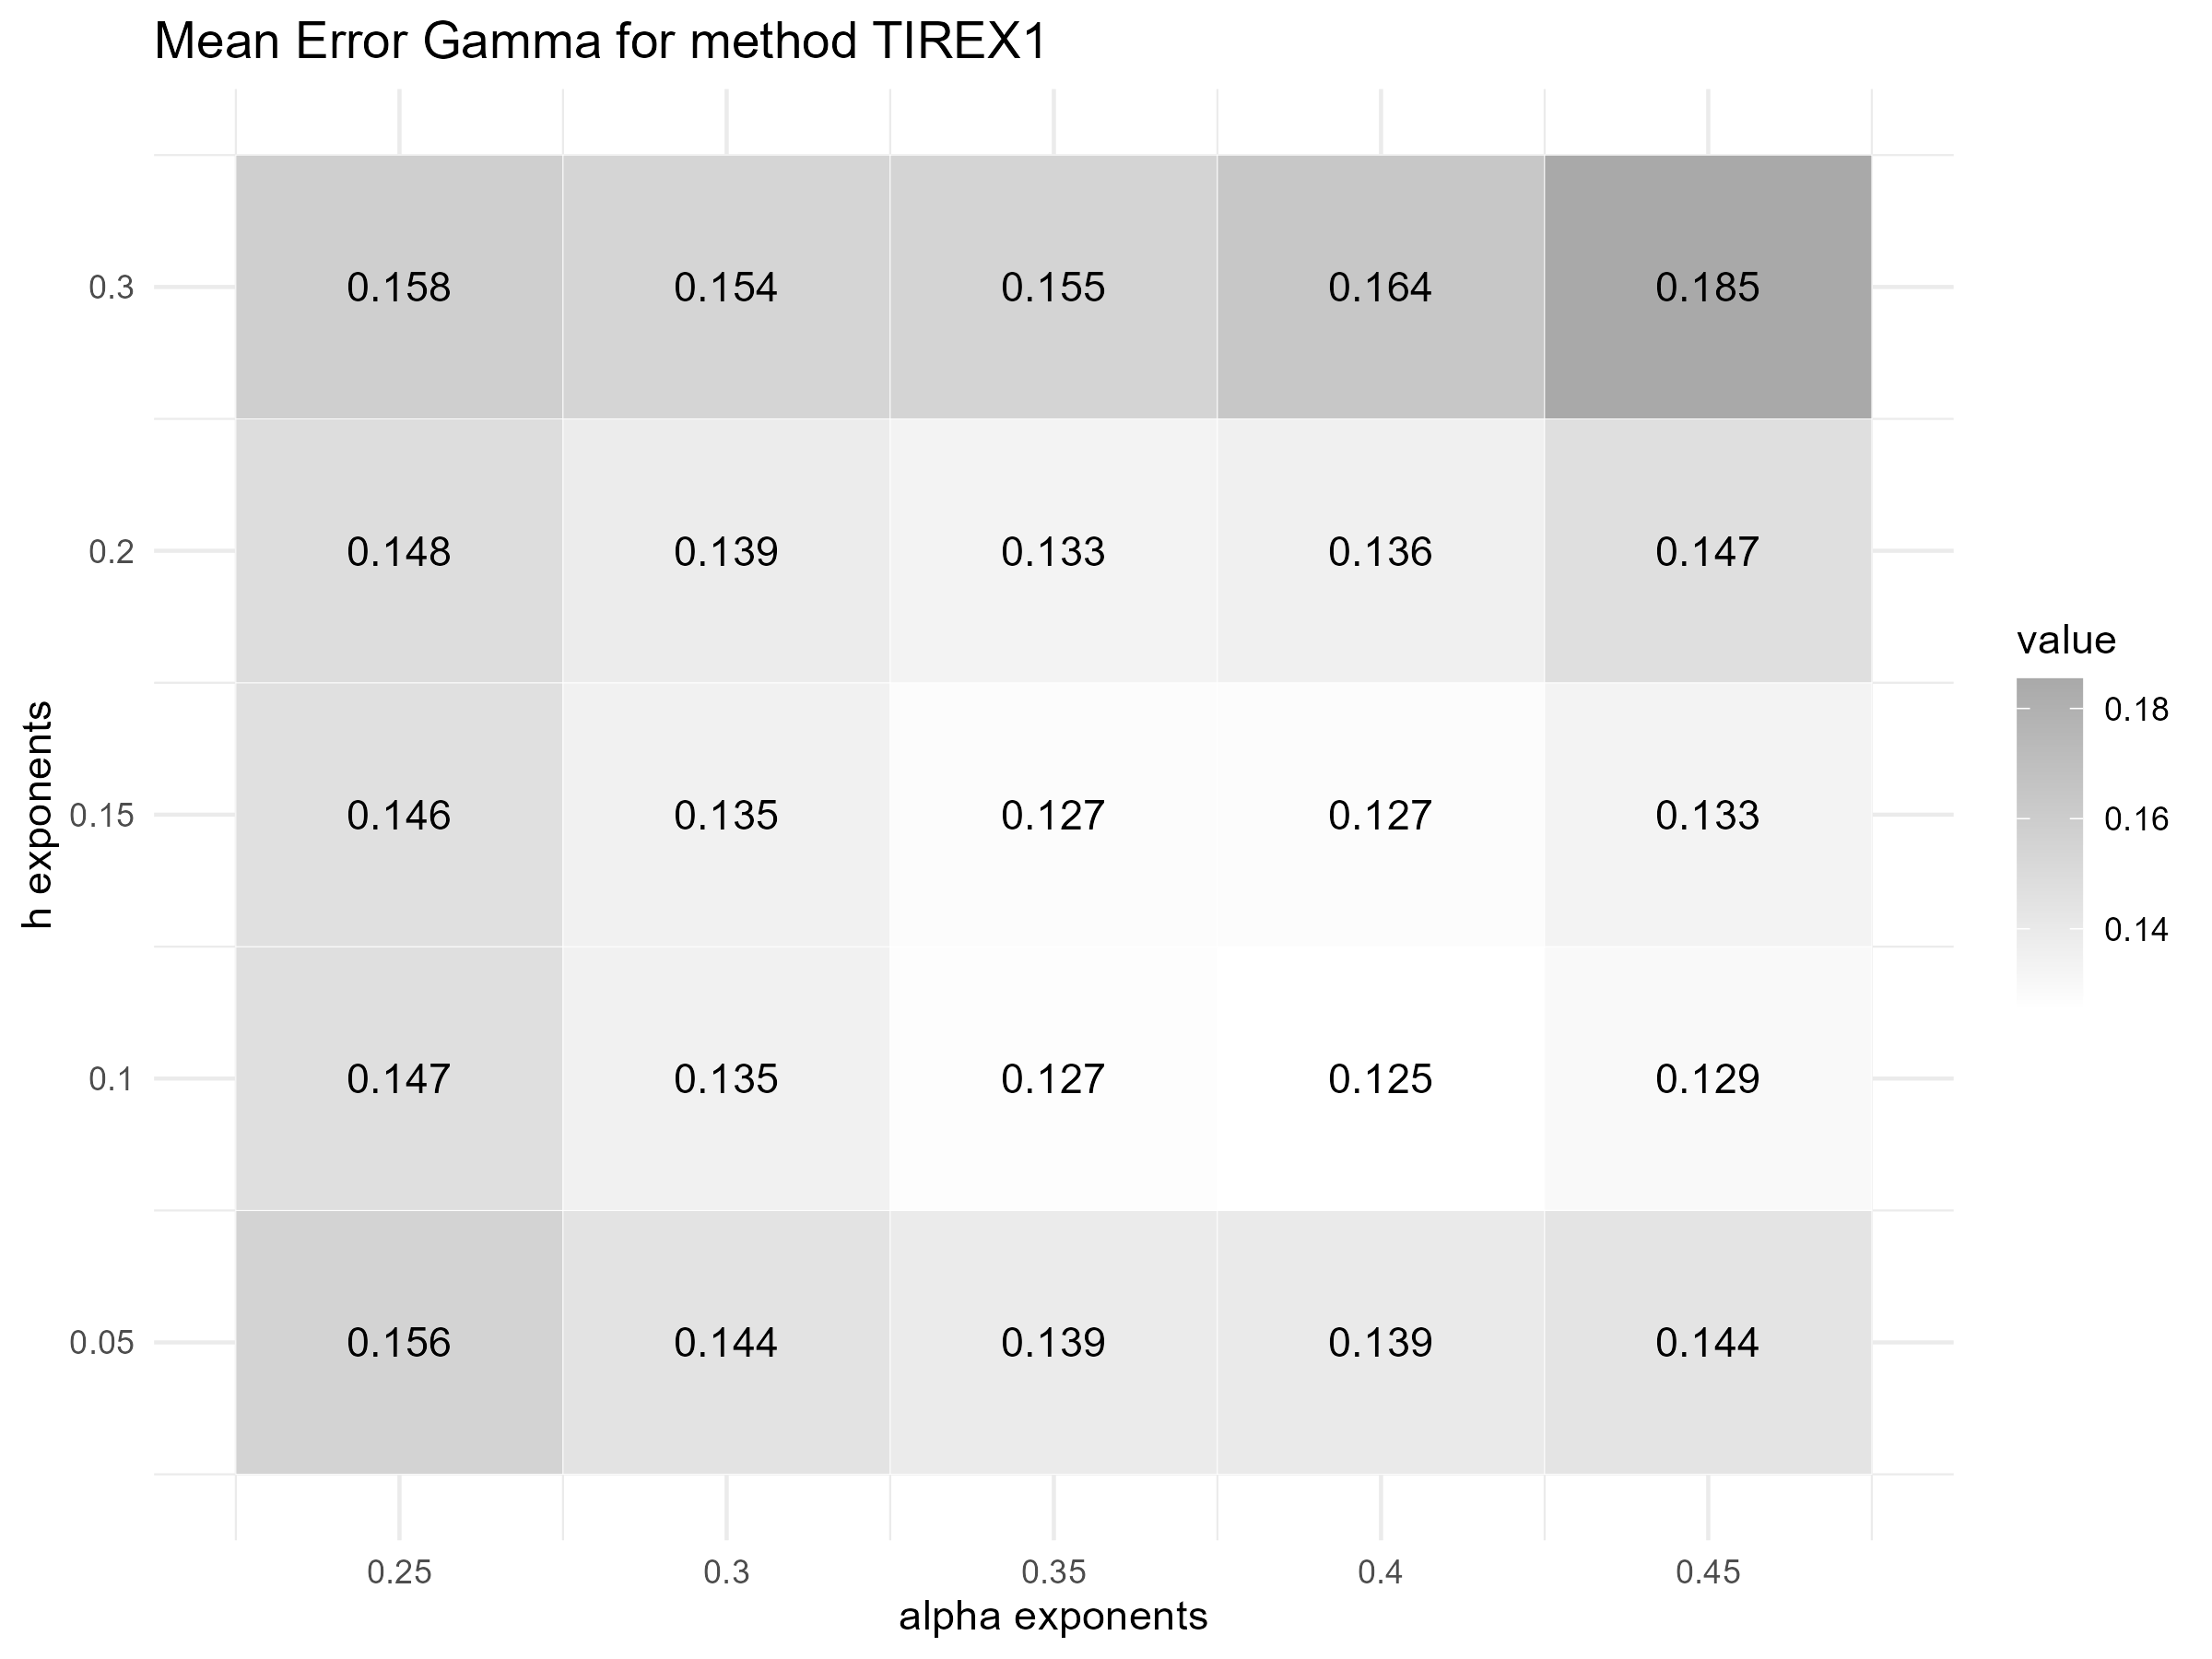 Mean Error Gamma for method TIREX1
0.3 0.158 0.154 0.155 0.164 0.185
0.2 0.148 0.139 0.133 0.136 0.147
0.15 0.146 0.135 0.127 0.127 0.133
0.1 0.147 0.135 0.127 0.125 0.129
0.05 0.156 0.144 0.139 0.139 0.144
h exponents
0.25 0.3 0.35 0.4 0.45
alpha exponents
value
0.18
0.16
0.14